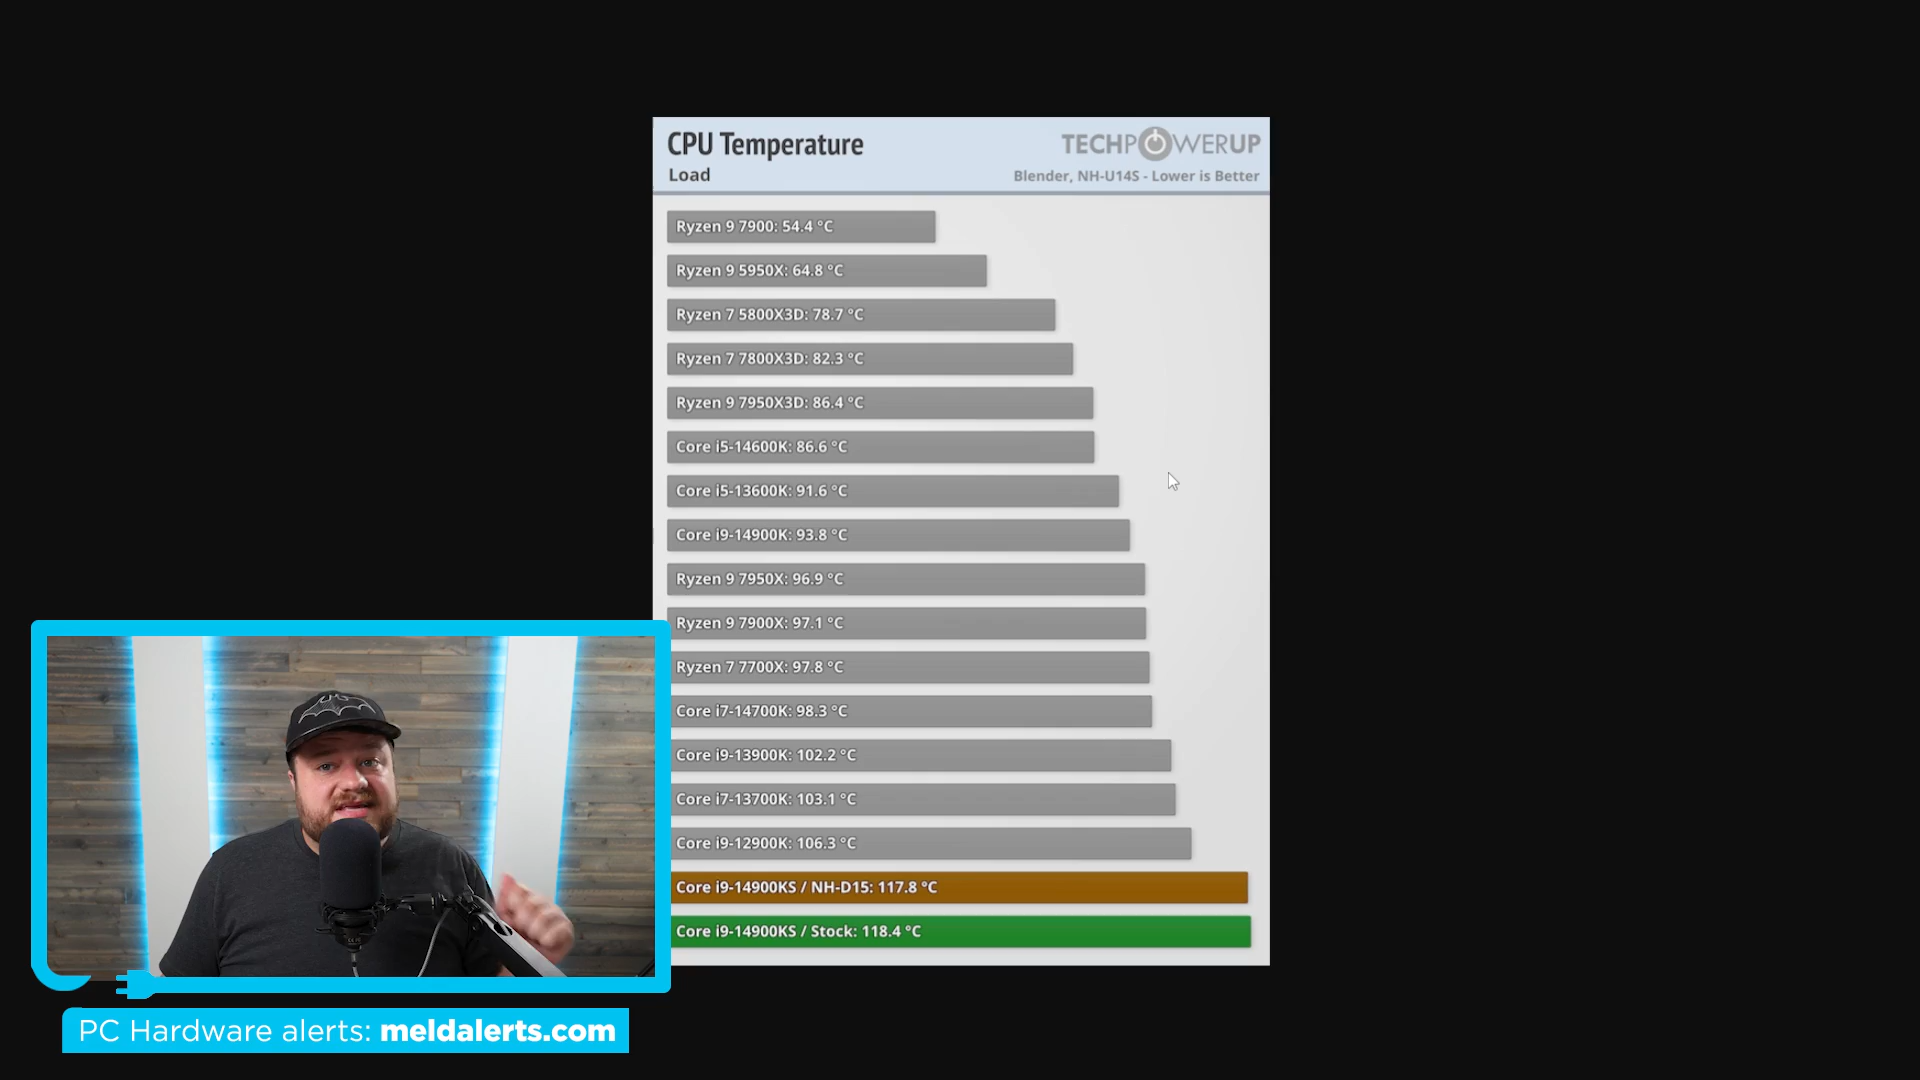 CPU Temperature
TECHPOWERUP
Load
Blender, NH-U14S - Lower is Better
Ryzen 9 7900: 54.4 °C
Ryzen 9 5950X: 64.8 °C
Ryzen 7 5800X3D: 78.7 °C
Ryzen 7 7800X3D: 82.3 °C
Ryzen 9 7950X3D: 86.4 °C
Core i5-14600K: 86.6 °C
Core i5-13600K: 91.6 °C
Core i9-14900K: 93.8 °C
Ryzen 9 7950X: 96.9 °C
Ryzen 9 7900X: 97.1 °C
Ryzen 7 7700X: 97.8 °C
Core i7-14700K: 98.3 °C
Core i9-13900K: 102.2 °C
Core i7-13700K: 103.1 °C
Core i9-12900K: 106.3 °C
Core i9-14900KS / NH-D15: 117.8 °C
Core i9-14900KS / Stock: 118.4 °C
PC Hardware alerts: meldalerts.com